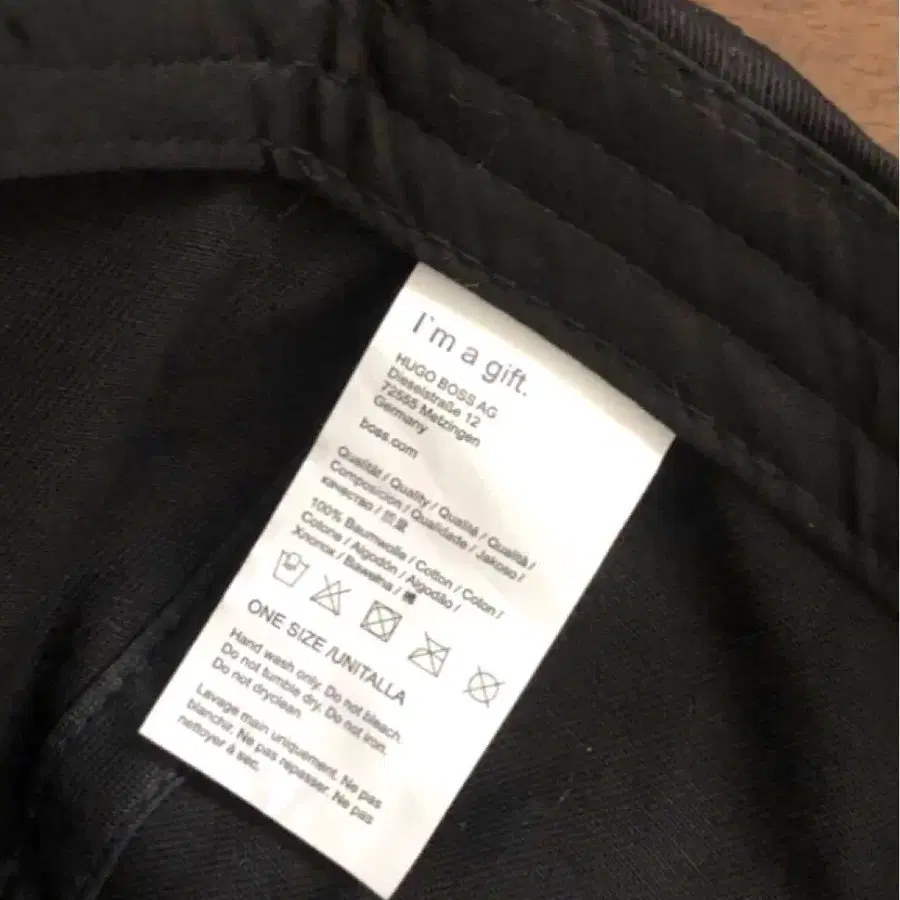 I`m a gift.
HUGO BOSS AG
Dieselstraße 12
72555 Metzingen
Germany
boss.com
Qualität / Quality / Qualité / Qualità /
Composición / Qualidade / Jakość /
качество / 质量
100% Baumwolle / Cotton / Coton /
Cotone / Algodón / Algodão /
Хлопок / Bawełna / 棉
ONE SIZE /UNITALLA
Hand wash only. Do not bleach.
Do not tumble dry. Do not iron.
Do not dryclean.
Lavage main uniquement. Ne pas
blanchir. Ne pas repasser. Ne pas
nettoyer à sec.